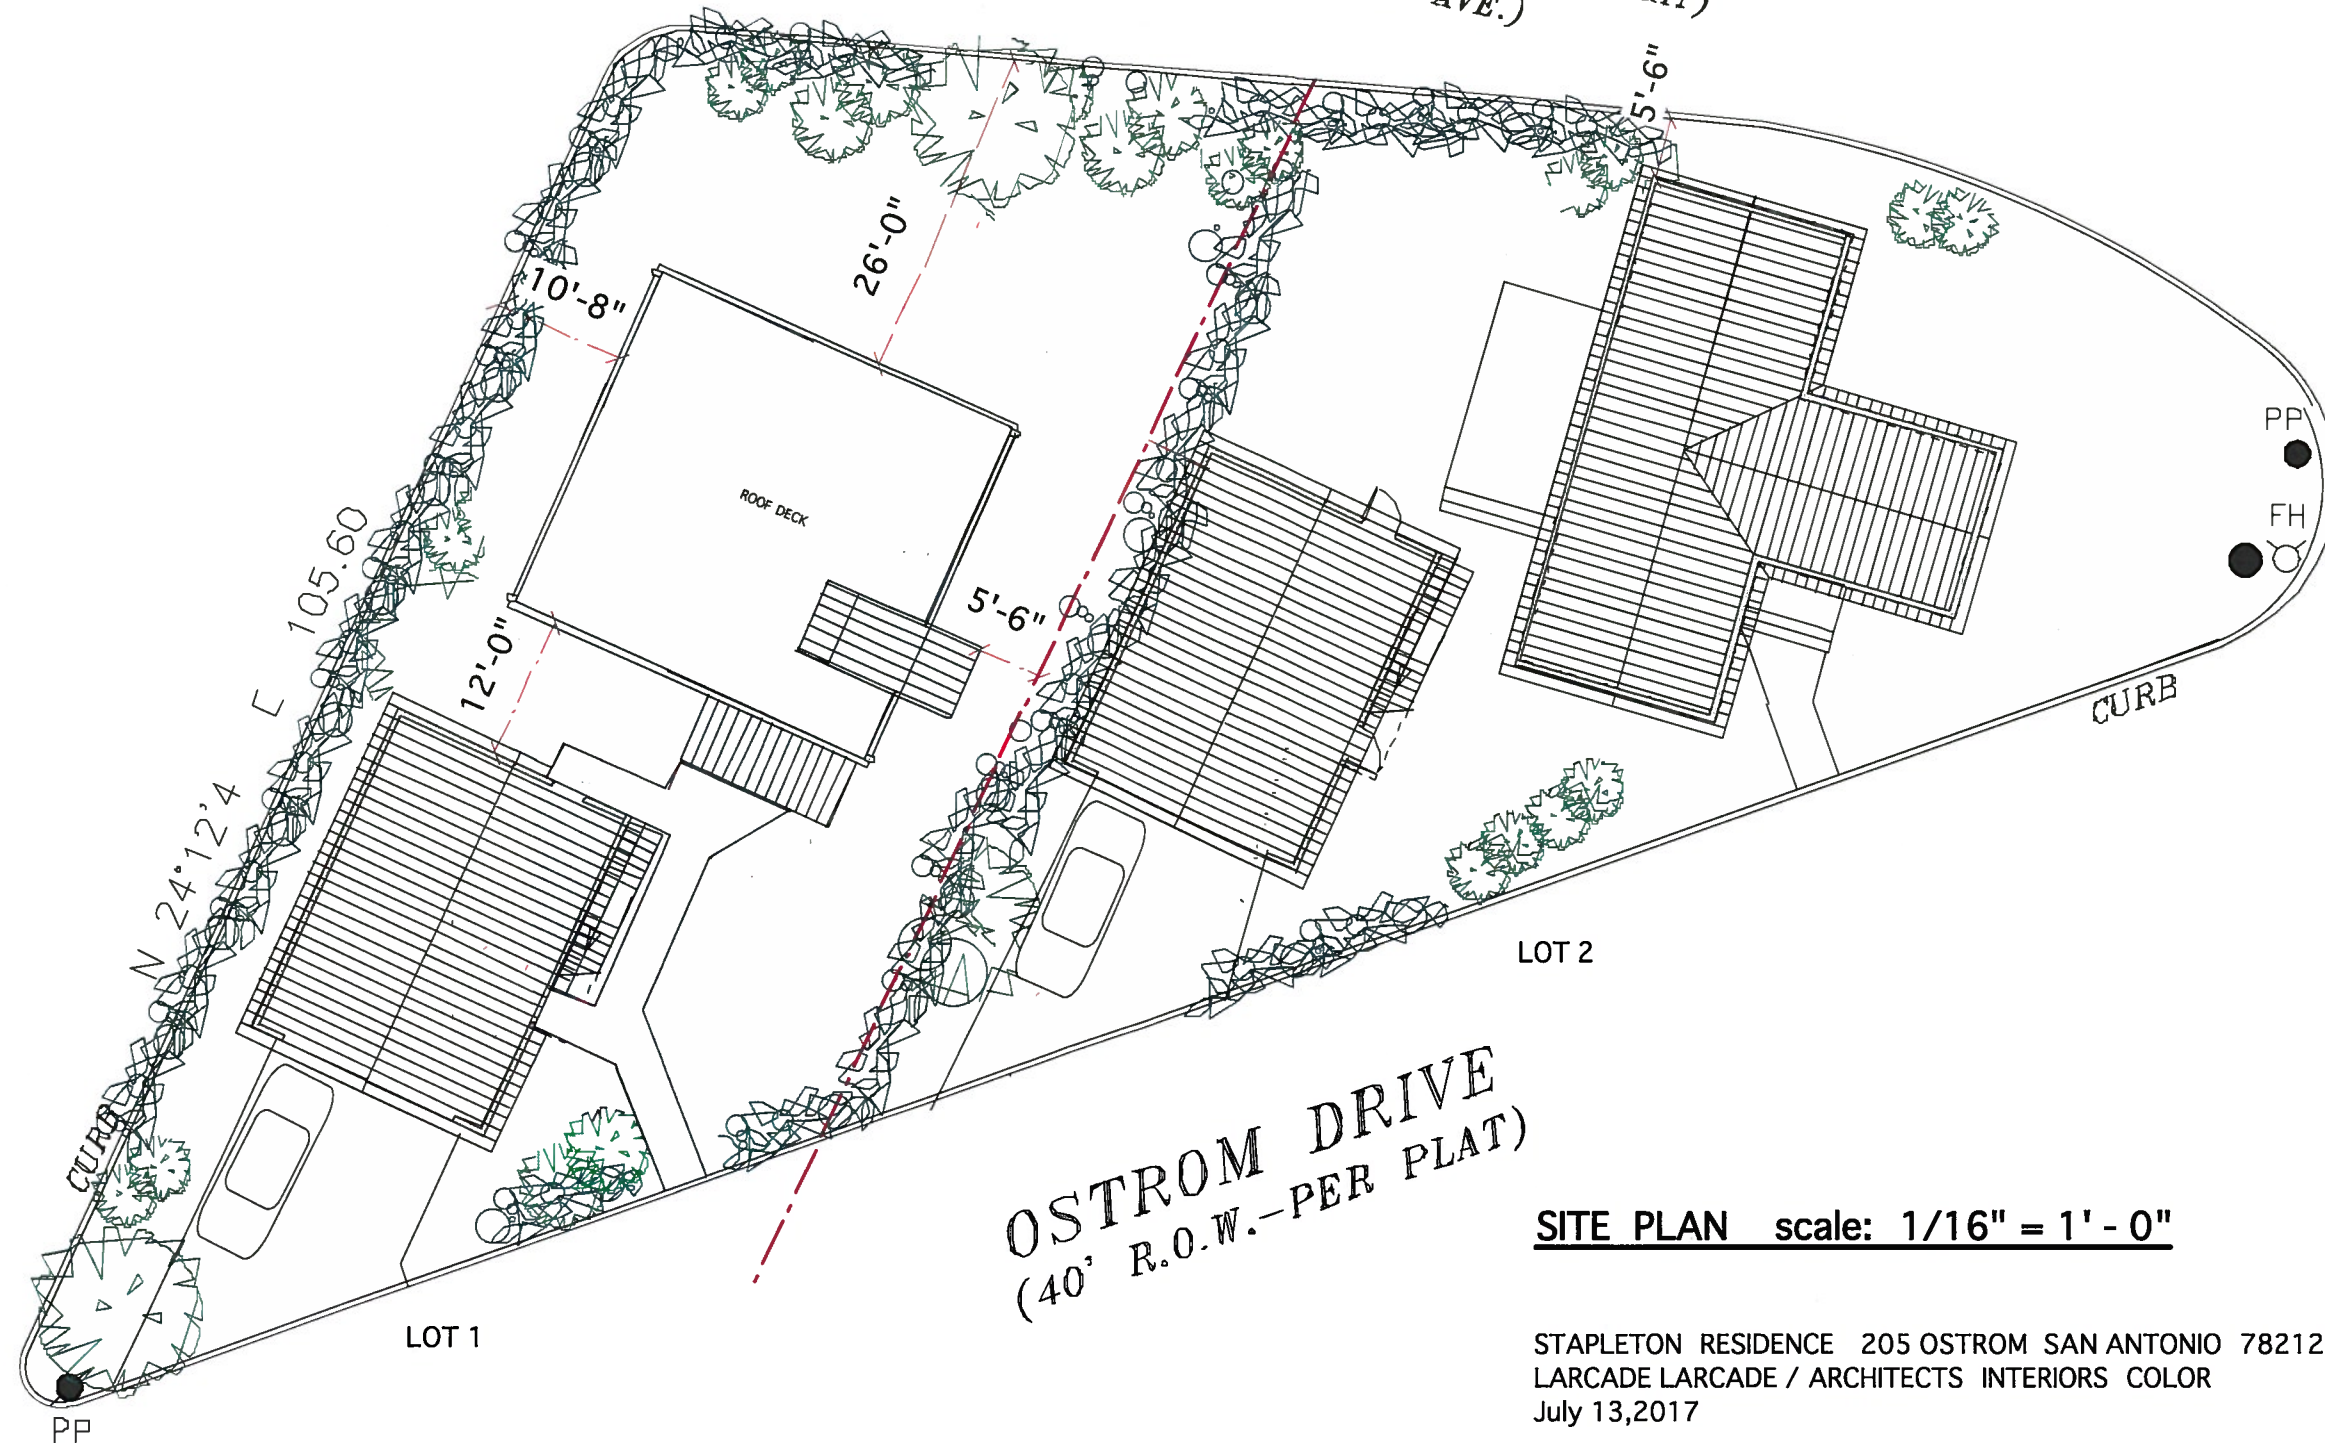 AVE.)
5'-6"
26'-0"
10'-8"
PP
ROOF DECK
FH
105.60
E
5'-6"
12'-0"
CURB
N 24°12'4
LOT 2
CURB
OSTROM DRIVE
(40' R.O.W.-PER PLAT)
SITE PLAN scale: 1/16" = 1' - 0"
LOT 1
STAPLETON RESIDENCE 205 OSTROM SAN ANTONIO 78212
LARCADE LARCADE / ARCHITECTS INTERIORS COLOR
July 13,2017
PP